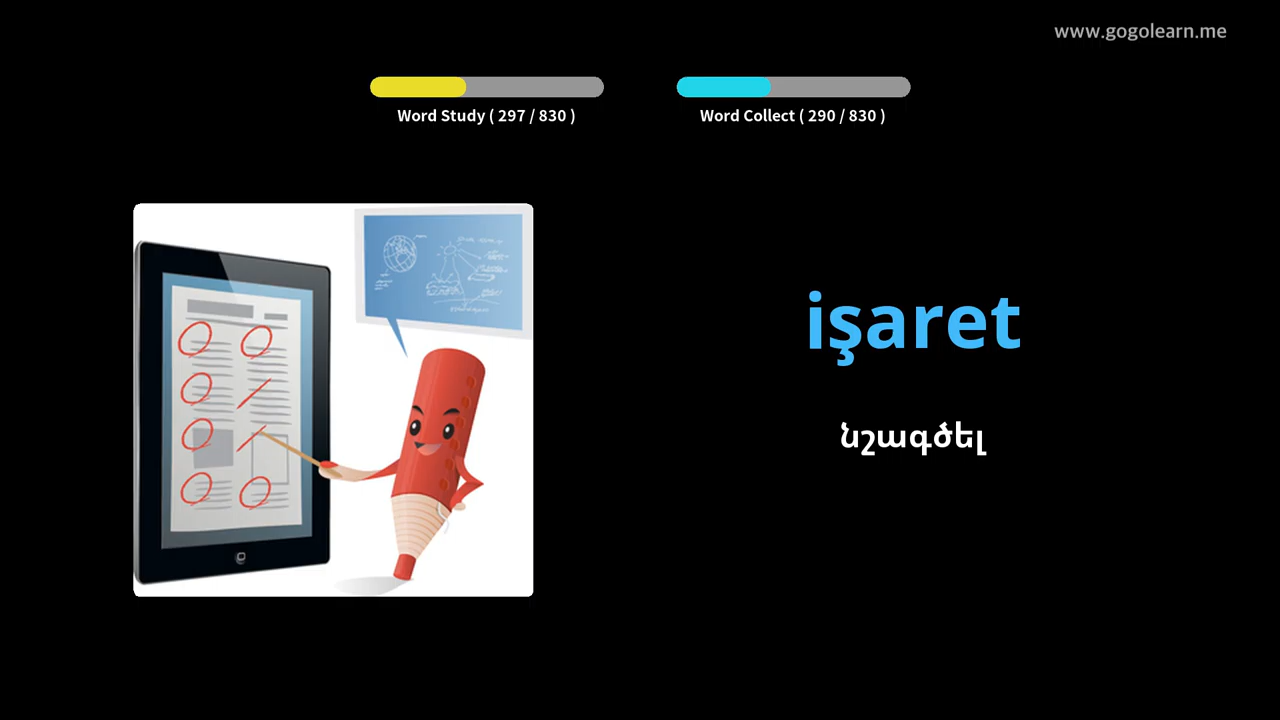 www.gogolearn.me
Word Study ( 297 / 830 )
Word Collect ( 290 / 830 )
işaret
նշագծել